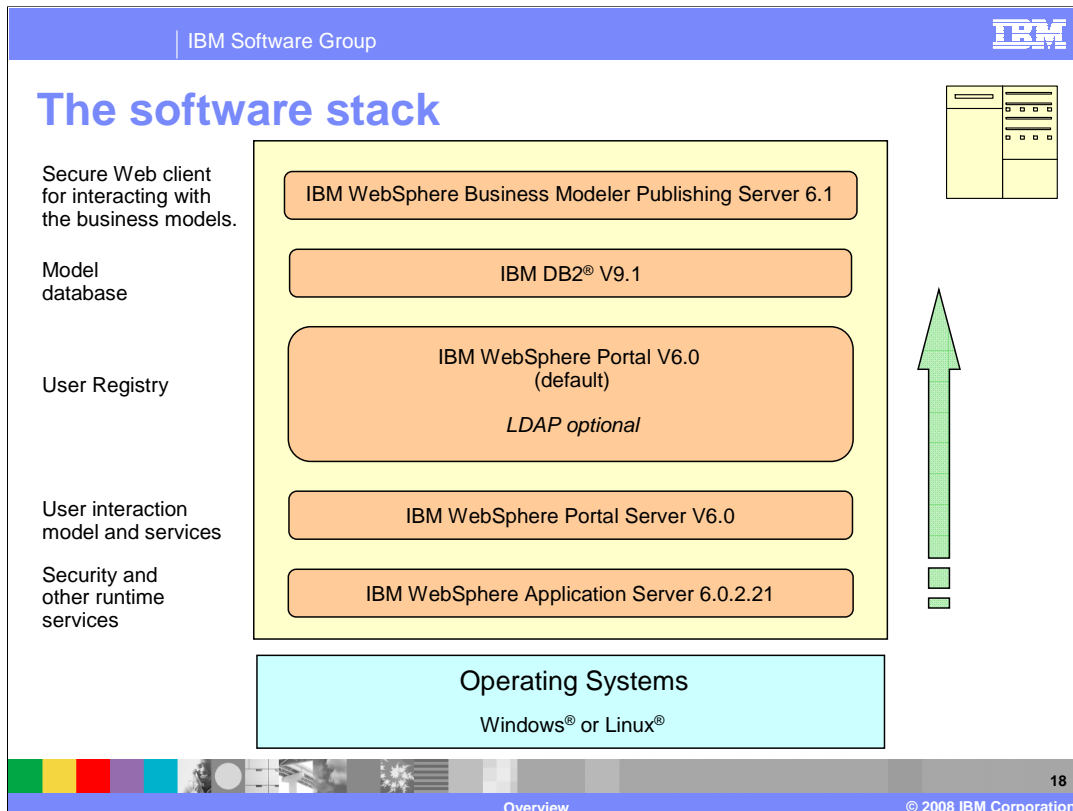 IBM Software Group
IBM
The software stack
Secure Web client
for interacting with
the business models.
IBM WebSphere Business Modeler Publishing Server 6.1
Model
database
IBM DB2® V9.1
User Registry
IBM WebSphere Portal V6.0
(default)
LDAP optional
User interaction
model and services
IBM WebSphere Portal Server V6.0
Security and
other runtime
services
IBM WebSphere Application Server 6.0.2.21
Operating Systems
Windows® or Linux®
18
Overview
© 2008 IBM Corporation